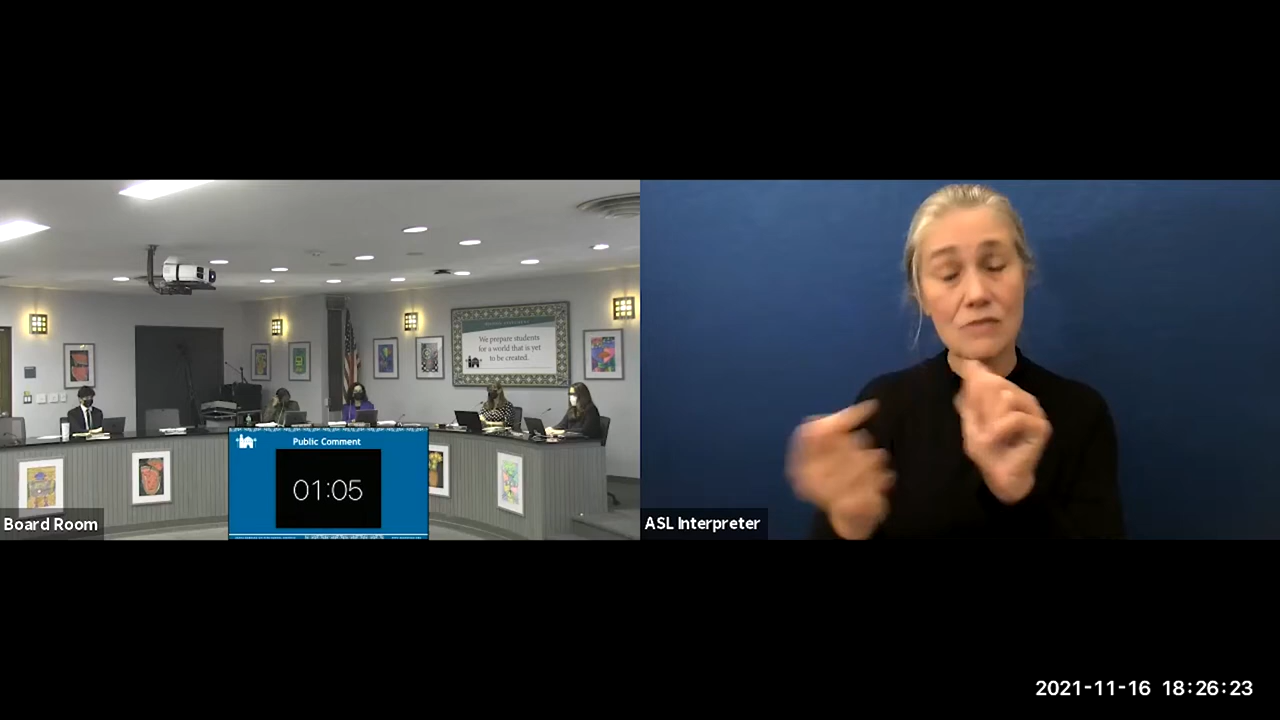 We prepare students
for a world that is yet
to be created.
Public Comment
01:05
Board Room
ASL Interpreter
2021-11-16 18:26:23